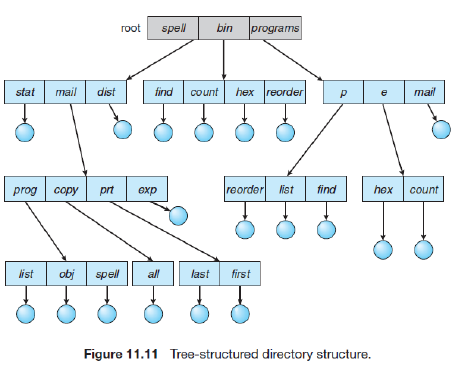 root spell bin programs
stat mail dist find count hex reorder p e mail
prog copy prt exp reorder list find hex count
list obj spell all last first
Figure 11.11 Tree-structured directory structure.